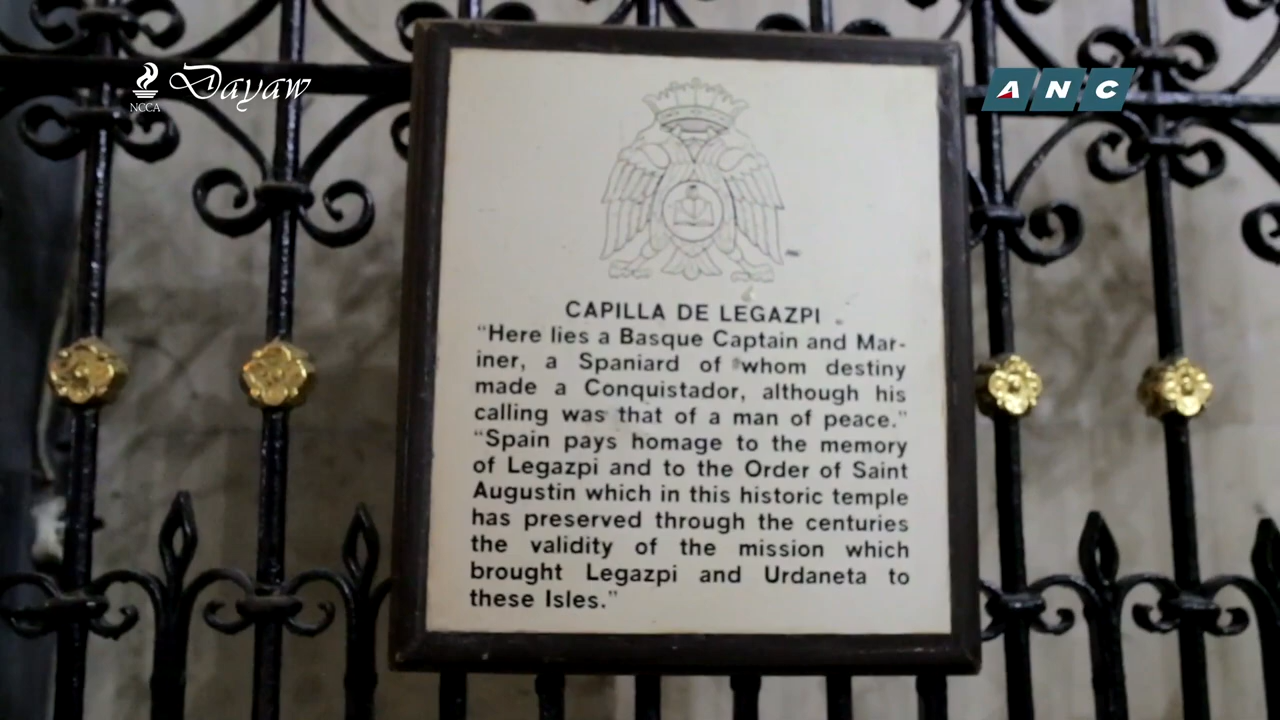 NCCA
Dayaw
ANC
CAPILLA DE LEGAZPI
“Here lies a Basque Captain and Mar-
iner, a Spaniard of whom destiny
made a Conquistador, although his
calling was that of a man of peace.”
“Spain pays homage to the memory
of Legazpi and to the Order of Saint
Augustin which in this historic temple
has preserved through the centuries
the validity of the mission which
brought Legazpi and Urdaneta to
these Isles.”